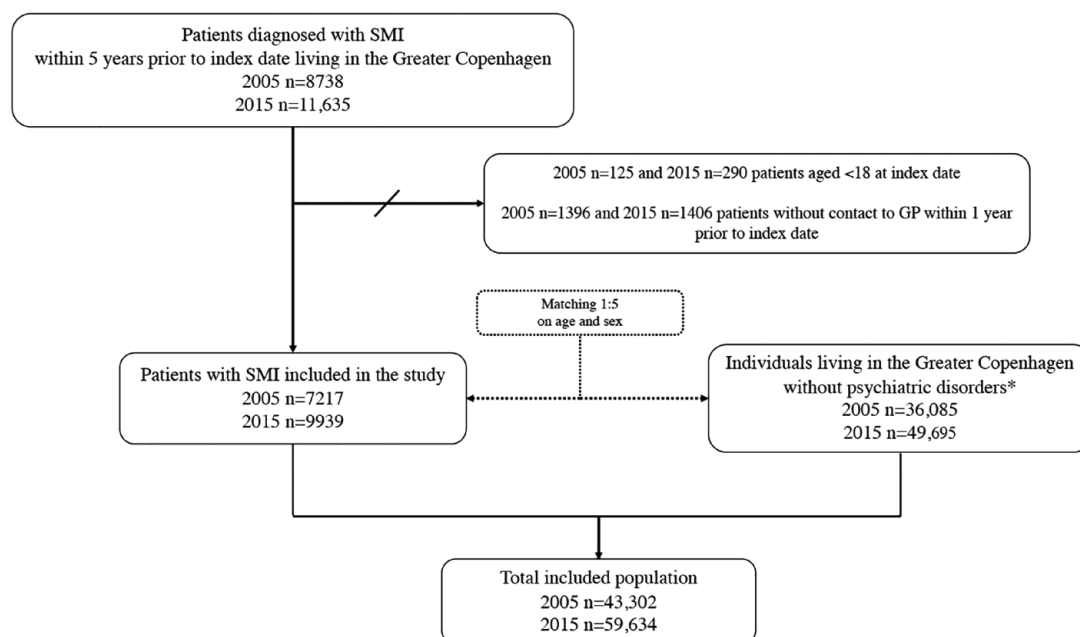 Patients diagnosed with SMI
within 5 years prior to index date living in the Greater Copenhagen
2005 n=8738
2015 n=11,635
2005 n=125 and 2015 n=290 patients aged <18 at index date
2005 n=1396 and 2015 n=1406 patients without contact to GP within 1 year
prior to index date
Matching 1:5
on age and sex
Patients with SMI included in the study
2005 n=7217
2015 n=9939
Individuals living in the Greater Copenhagen
without psychiatric disorders*
2005 n=36,085
2015 n=49,695
Total included population
2005 n=43,302
2015 n=59,634